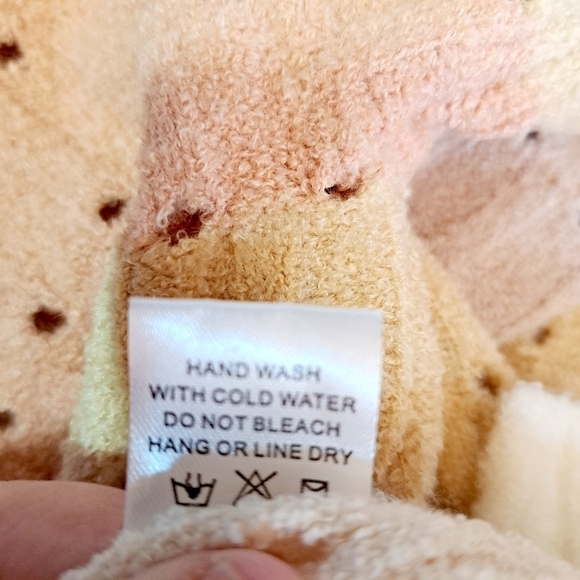 HAND WASH
WITH COLD WATER
DO NOT BLEACH
HANG OR LINE DRY